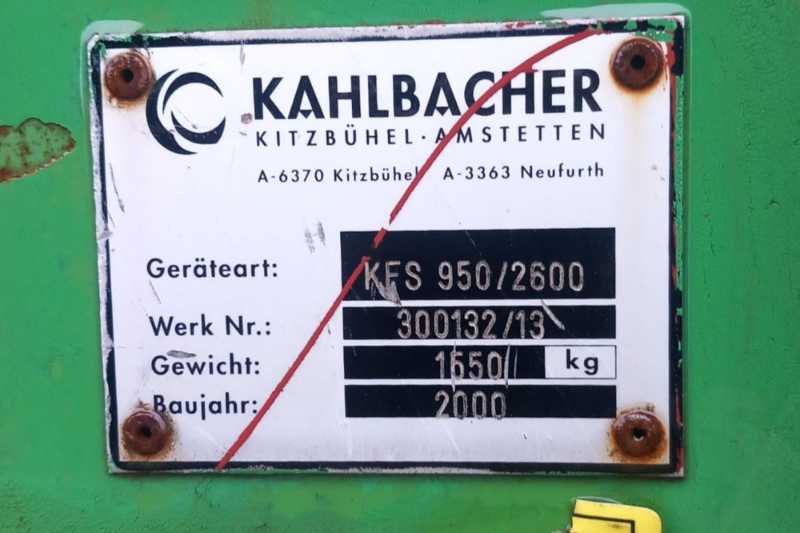 KAHLBACHER
KITZBÜHEL·AMSTETTEN
A-6370 Kitzbühel A-3363 Neufurth
Geräteart: KFS 950/2600
Werk Nr.: 300132/13
Gewicht: 1650 kg
Baujahr: 2000